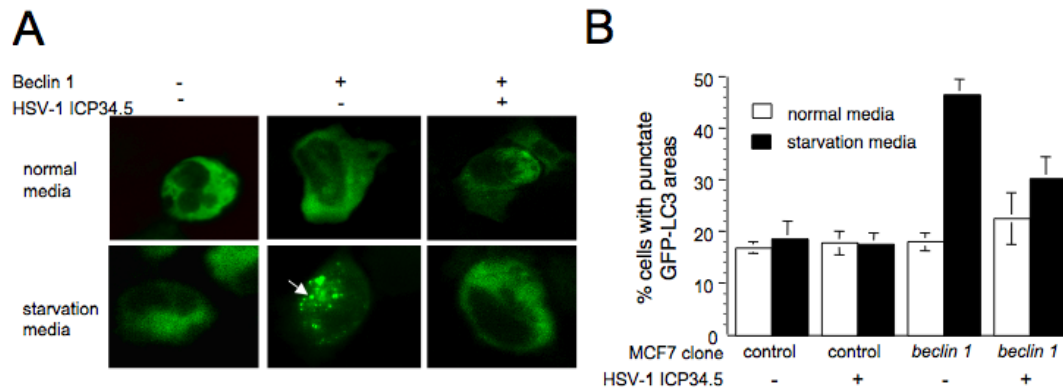 A
Beclin 1 - + +
HSV-1 ICP34.5 - - +
normal
media
starvation
media
B
% cells with punctate
GFP-LC3 areas
50
40
30
20
10
0
normal media
starvation media
MCF7 clone control control beclin 1 beclin 1
HSV-1 ICP34.5 - + - +